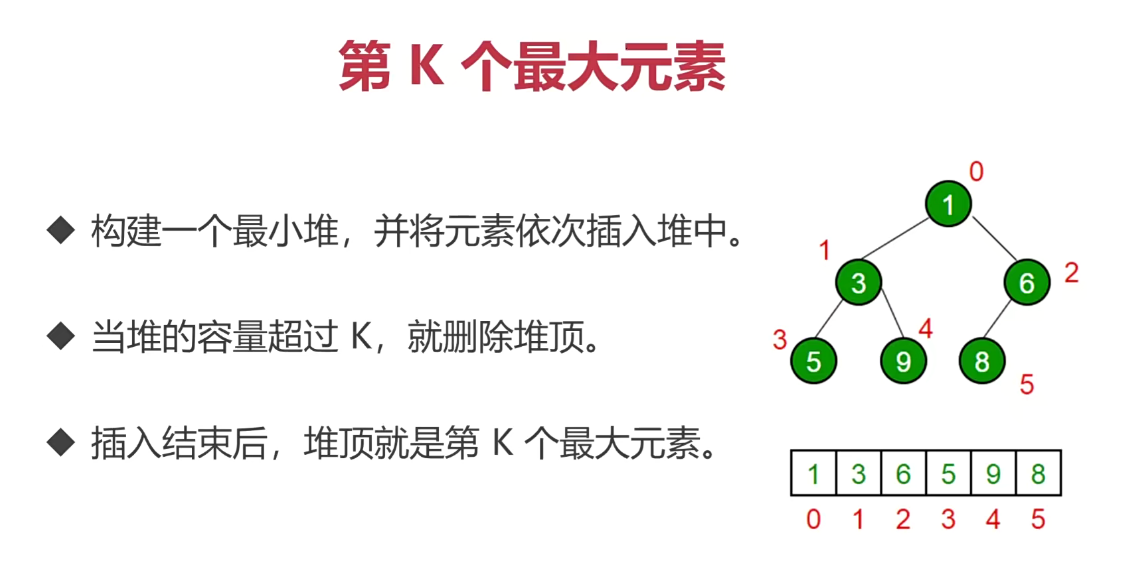 第 K 个最大元素
◆ 构建一个最小堆，并将元素依次插入堆中。
◆ 当堆的容量超过 K，就删除堆顶。
◆ 插入结束后，堆顶就是第 K 个最大元素。
0
1
1
3
6
2
3
5
4
9
8
5
1 3 6 5 9 8
0 1 2 3 4 5